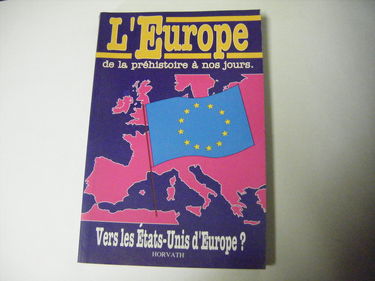 L'Europe
de la préhistoire à nos jours.
Vers les États-Unis d'Europe ?
HORVATH